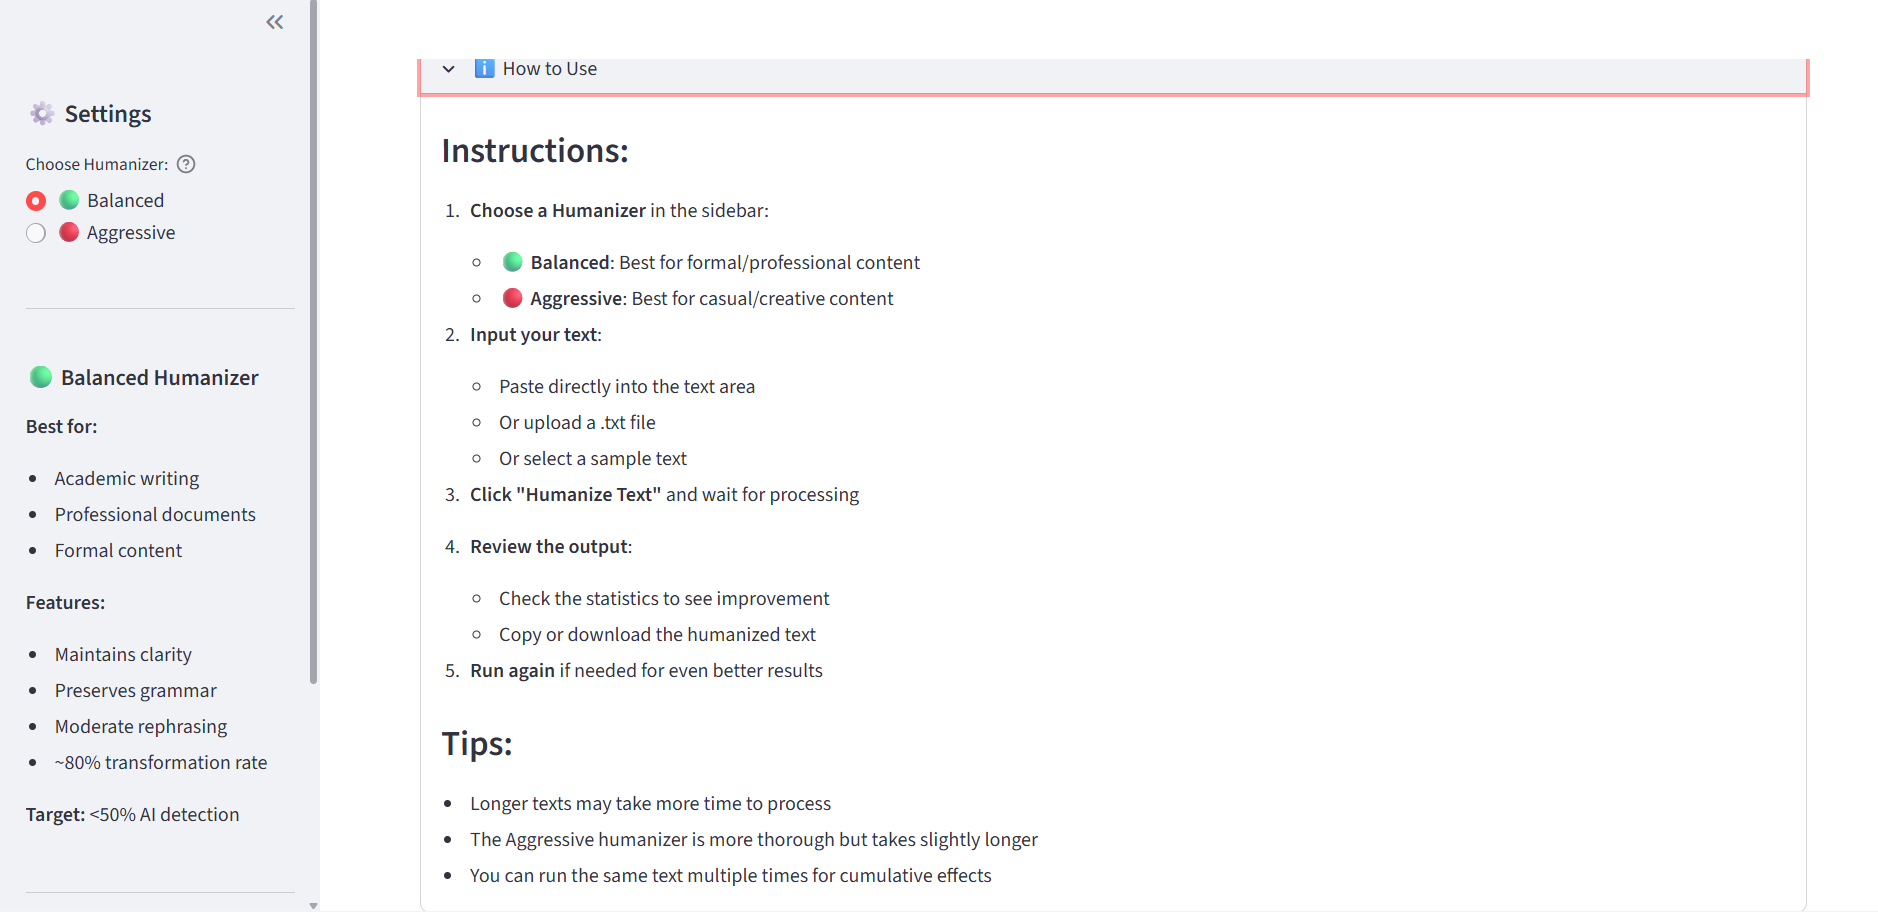 Settings
Choose Humanizer:
Balanced
Aggressive
Balanced Humanizer
Best for:
Academic writing
Professional documents
Formal content
Features:
Maintains clarity
Preserves grammar
Moderate rephrasing
~80% transformation rate
Target: <50% AI detection
How to Use
Instructions:
1. Choose a Humanizer in the sidebar:
Balanced: Best for formal/professional content
Aggressive: Best for casual/creative content
2. Input your text:
Paste directly into the text area
Or upload a .txt file
Or select a sample text
3. Click "Humanize Text" and wait for processing
4. Review the output:
Check the statistics to see improvement
Copy or download the humanized text
5. Run again if needed for even better results
Tips:
Longer texts may take more time to process
The Aggressive humanizer is more thorough but takes slightly longer
You can run the same text multiple times for cumulative effects